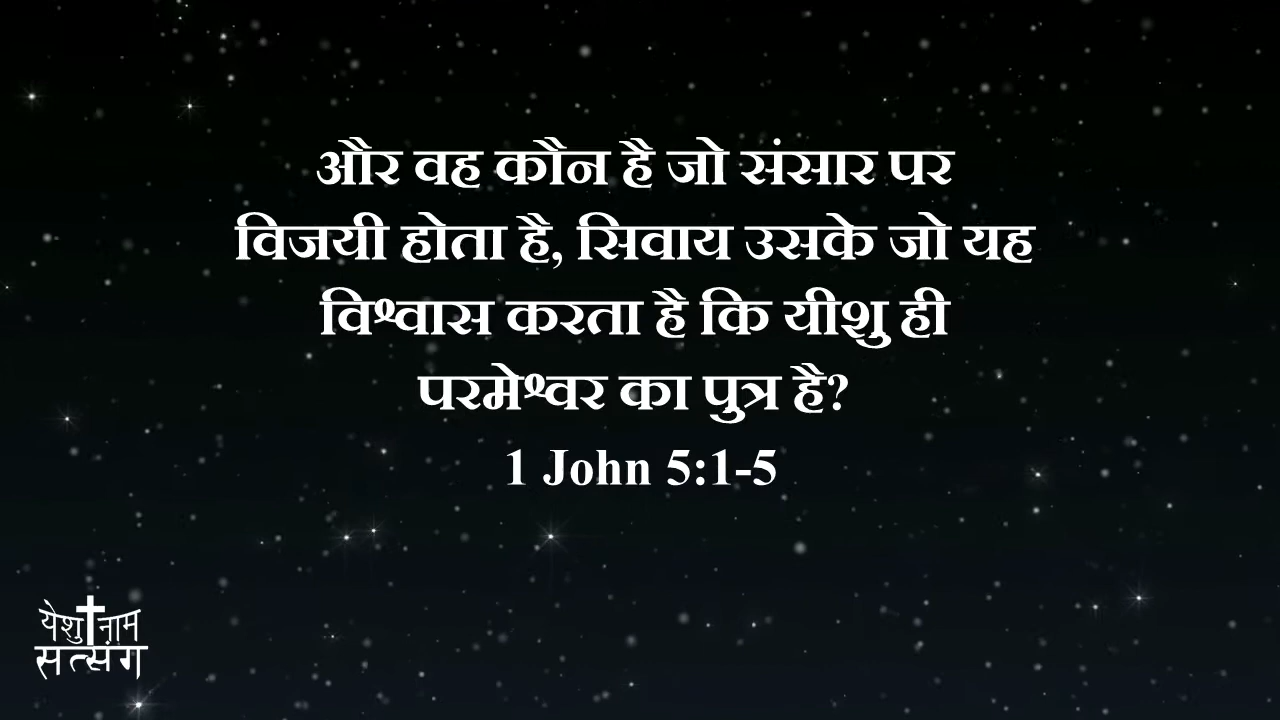 और वह कौन है जो संसार पर
विजयी होता है, सिवाय उसके जो यह
विश्वास करता है कि यीशु ही
परमेश्वर का पुत्र है?
1 John 5:1-5
येशु नाम
सत्संग